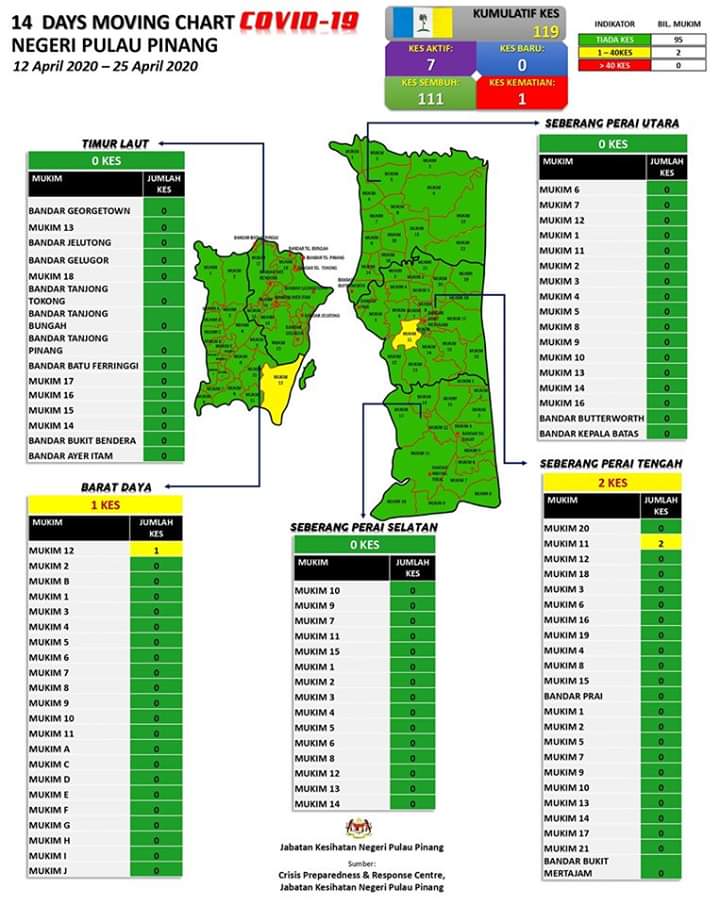 14 DAYS MOVING CHART COVID-19
NEGERI PULAU PINANG
12 April 2020 – 25 April 2020
KUMULATIF KES
119
KES AKTIF:
7
KES BARU:
0
KES SEMBUH:
111
KES KEMATIAN:
1
INDIKATOR BIL. MUKIM
TIADA KES 95
1 – 40KES 2
> 40 KES 0
TIMUR LAUT
0 KES
MUKIM JUMLAH KES
BANDAR GEORGETOWN 0
MUKIM 13 0
BANDAR JELUTONG 0
BANDAR GELUGOR 0
MUKIM 18 0
BANDAR TANJONG
TOKONG 0
BANDAR TANJONG
BUNGAH 0
BANDAR TANJONG
PINANG 0
BANDAR BATU FERRINGGI 0
MUKIM 17 0
MUKIM 16 0
MUKIM 15 0
MUKIM 14 0
BANDAR BUKIT BENDERA 0
BANDAR AYER ITAM 0
SEBERANG PERAI UTARA
0 KES
MUKIM JUMLAH KES
MUKIM 6 0
MUKIM 7 0
MUKIM 12 0
MUKIM 1 0
MUKIM 11 0
MUKIM 2 0
MUKIM 3 0
MUKIM 4 0
MUKIM 5 0
MUKIM 8 0
MUKIM 9 0
MUKIM 10 0
MUKIM 13 0
MUKIM 14 0
MUKIM 16 0
BANDAR BUTTERWORTH 0
BANDAR KEPALA BATAS 0
BARAT DAYA
1 KES
MUKIM JUMLAH KES
MUKIM 12 1
MUKIM 2 0
MUKIM B 0
MUKIM 1 0
MUKIM 3 0
MUKIM 4 0
MUKIM 5 0
MUKIM 6 0
MUKIM 7 0
MUKIM 8 0
MUKIM 9 0
MUKIM 10 0
MUKIM 11 0
MUKIM A 0
MUKIM C 0
MUKIM D 0
MUKIM E 0
MUKIM F 0
MUKIM G 0
MUKIM H 0
MUKIM I 0
MUKIM J 0
SEBERANG PERAI SELATAN
0 KES
MUKIM JUMLAH KES
MUKIM 10 0
MUKIM 9 0
MUKIM 7 0
MUKIM 11 0
MUKIM 15 0
MUKIM 1 0
MUKIM 2 0
MUKIM 3 0
MUKIM 4 0
MUKIM 5 0
MUKIM 6 0
MUKIM 8 0
MUKIM 12 0
MUKIM 13 0
MUKIM 14 0
SEBERANG PERAI TENGAH
2 KES
MUKIM JUMLAH KES
MUKIM 20 0
MUKIM 11 2
MUKIM 12 0
MUKIM 18 0
MUKIM 3 0
MUKIM 6 0
MUKIM 16 0
MUKIM 19 0
MUKIM 4 0
MUKIM 8 0
MUKIM 15 0
BANDAR PRAI 0
MUKIM 1 0
MUKIM 2 0
MUKIM 5 0
MUKIM 7 0
MUKIM 9 0
MUKIM 10 0
MUKIM 13 0
MUKIM 14 0
MUKIM 17 0
MUKIM 21 0
BANDAR BUKIT
MERTAJAM 0
Jabatan Kesihatan Negeri Pulau Pinang
Sumber:
Crisis Preparedness & Response Centre,
Jabatan Kesihatan Negeri Pulau Pinang